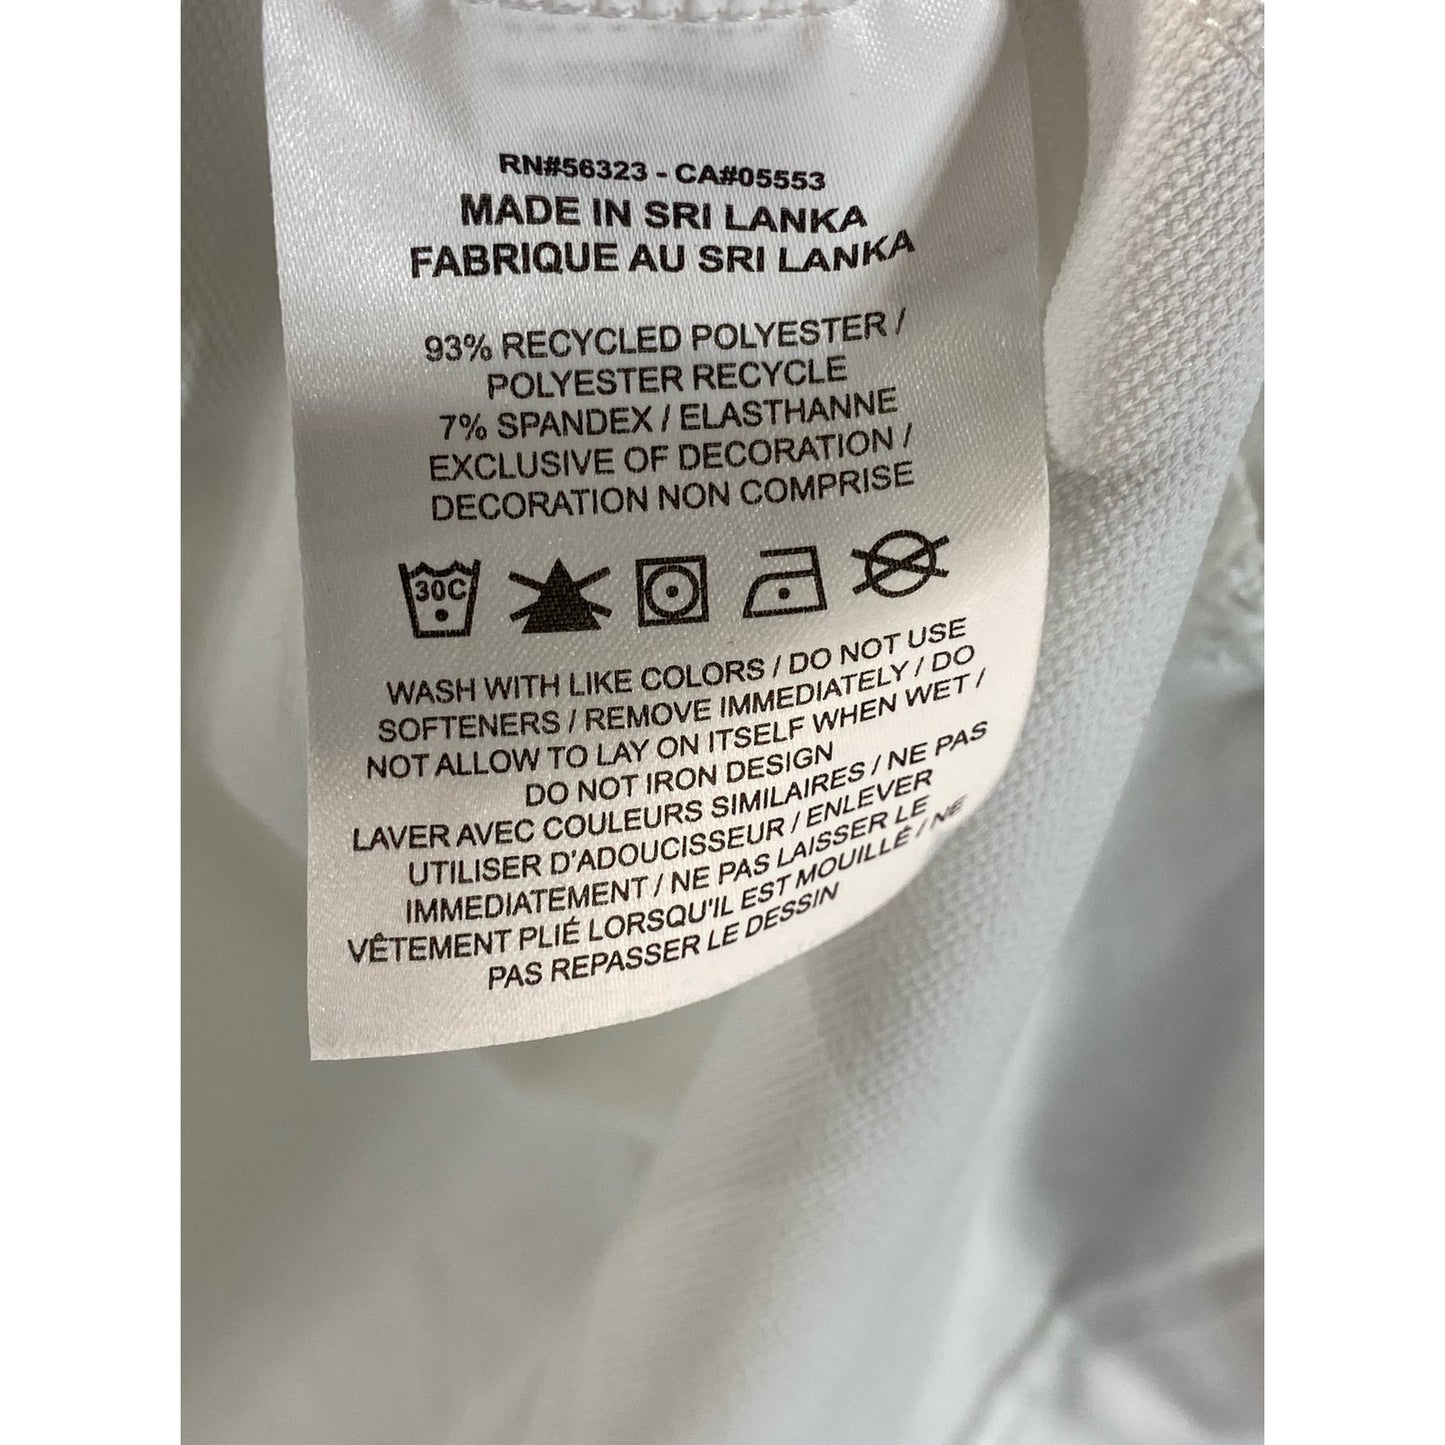 RN#56323 - CA#05553
MADE IN SRI LANKA
FABRIQUE AU SRI LANKA
93% RECYCLED POLYESTER /
POLYESTER RECYCLE
7% SPANDEX / ELASTHANNE
EXCLUSIVE OF DECORATION /
DECORATION NON COMPRISE
30C
WASH WITH LIKE COLORS / DO NOT USE
SOFTENERS / REMOVE IMMEDIATELY / DO
NOT ALLOW TO LAY ON ITSELF WHEN WET /
DO NOT IRON DESIGN
LAVER AVEC COULEURS SIMILAIRES / NE PAS
UTILISER D'ADOUCISSEUR / ENLEVER
IMMEDIATEMENT / NE PAS LAISSER LE
VÊTEMENT PLIÉ LORSQU'IL EST MOUILLÉ / NE
PAS REPASSER LE DESSIN